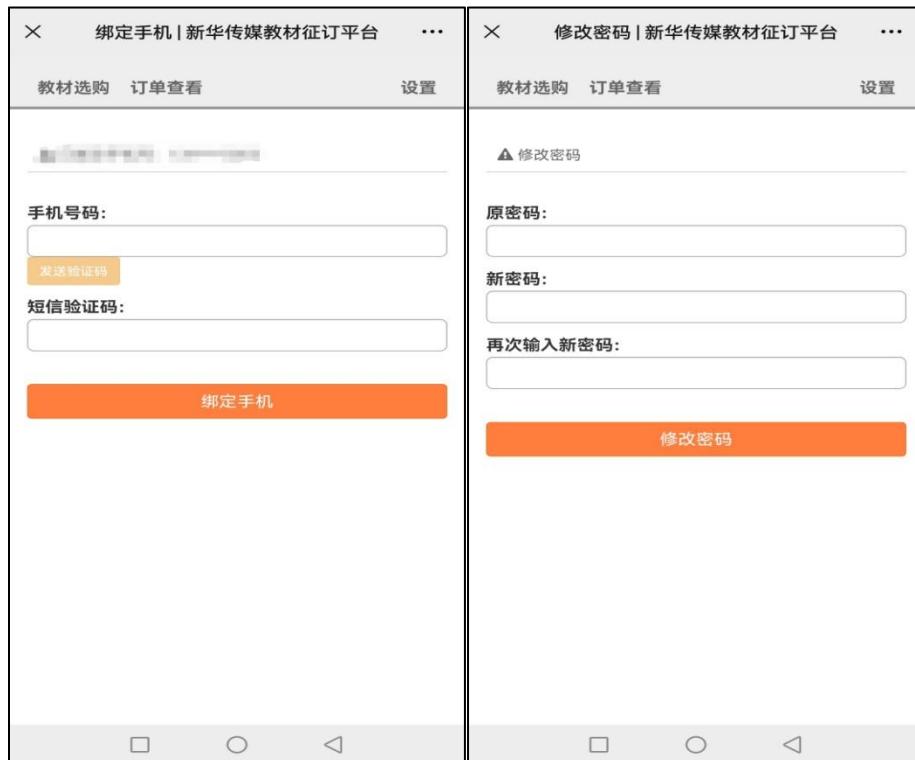 绑定手机 | 新华传媒教材征订平台
教材选购 订单查看 设置
手机号码:
发送验证码
短信验证码:
绑定手机
修改密码 | 新华传媒教材征订平台
教材选购 订单查看 设置
修改密码
原密码:
新密码:
再次输入新密码:
修改密码